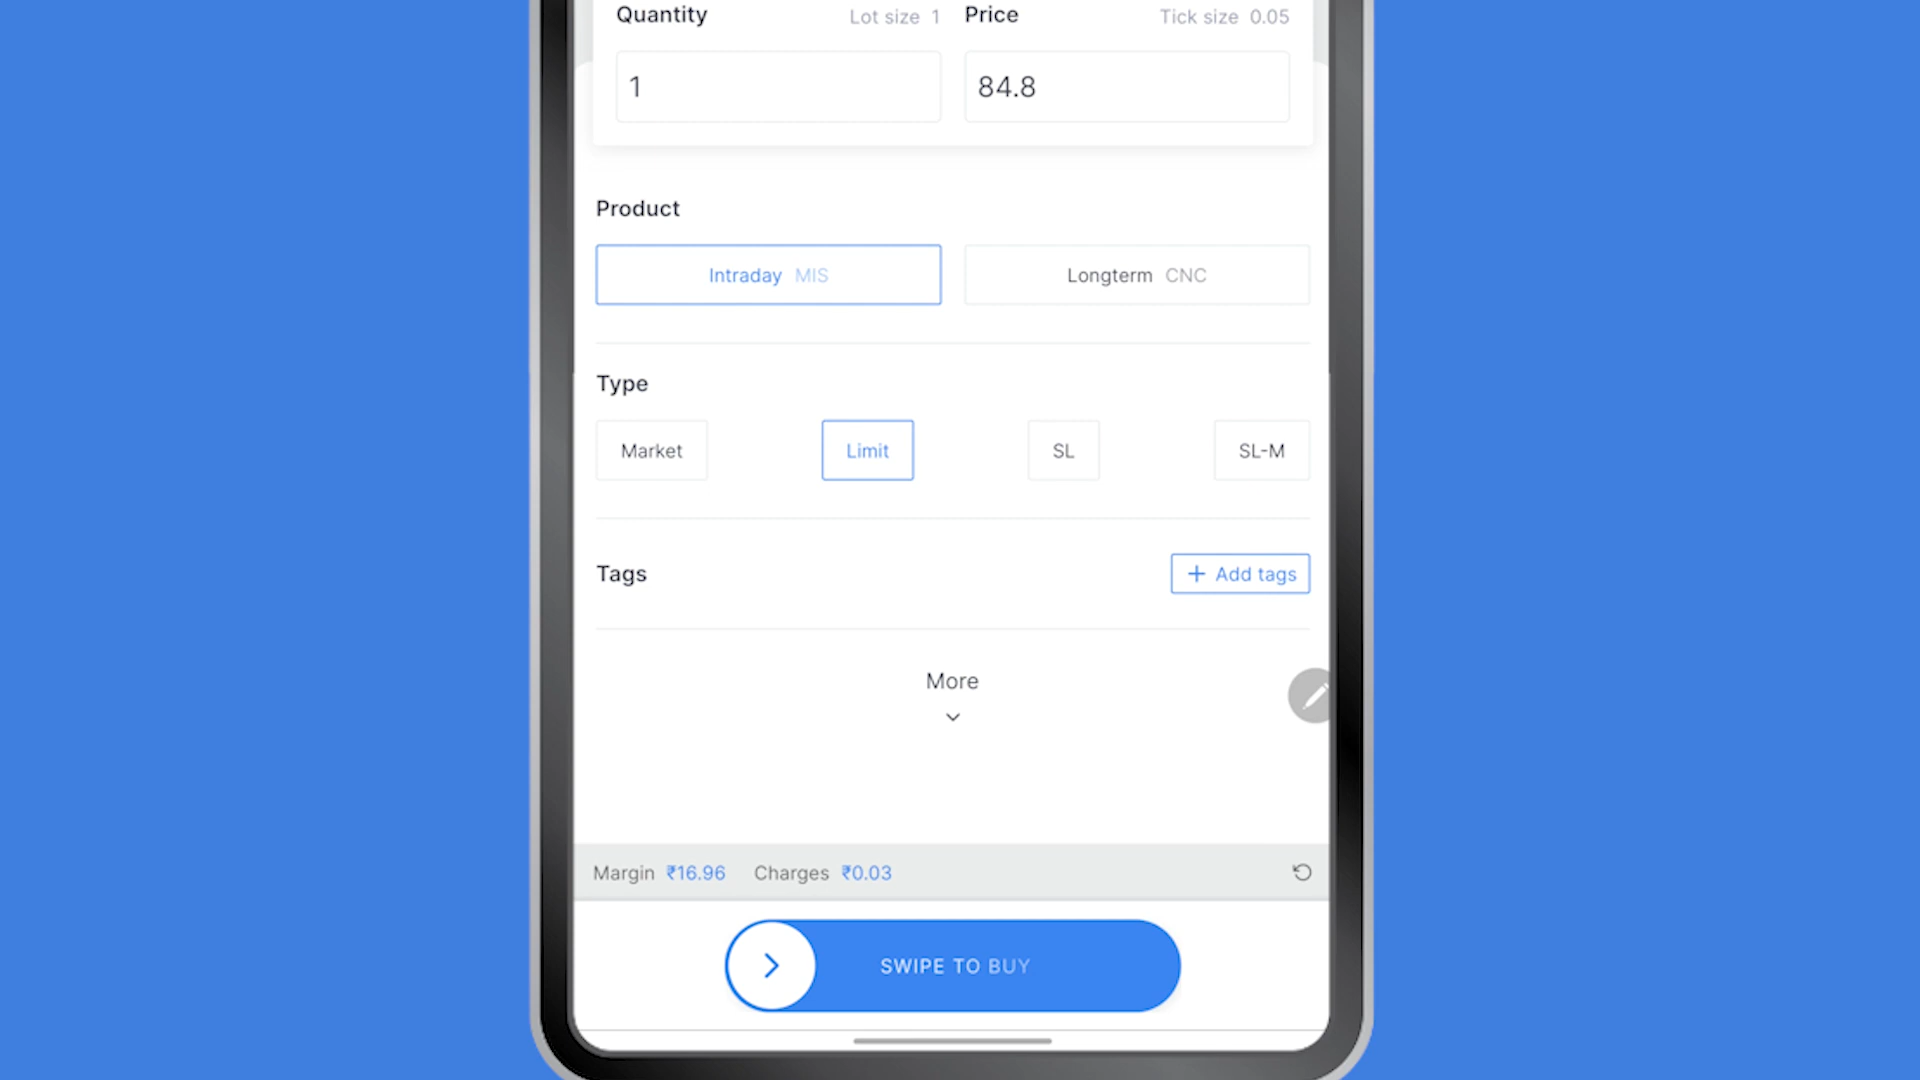 Quantity Lot size 1 Price Tick size 0.05
1 84.8
Product
Intraday MIS Longterm CNC
Type
Market Limit SL SL-M
Tags + Add tags
More
Margin ₹16.96 Charges ₹0.03
SWIPE TO BUY